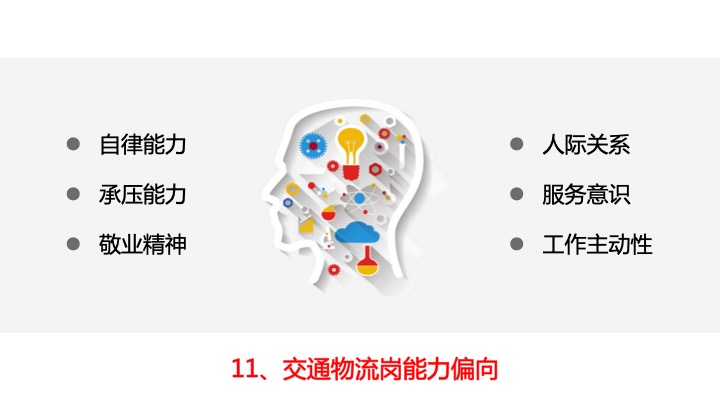 自律能力
承压能力
敬业精神
人际关系
服务意识
工作主动性
11、交通物流岗能力偏向